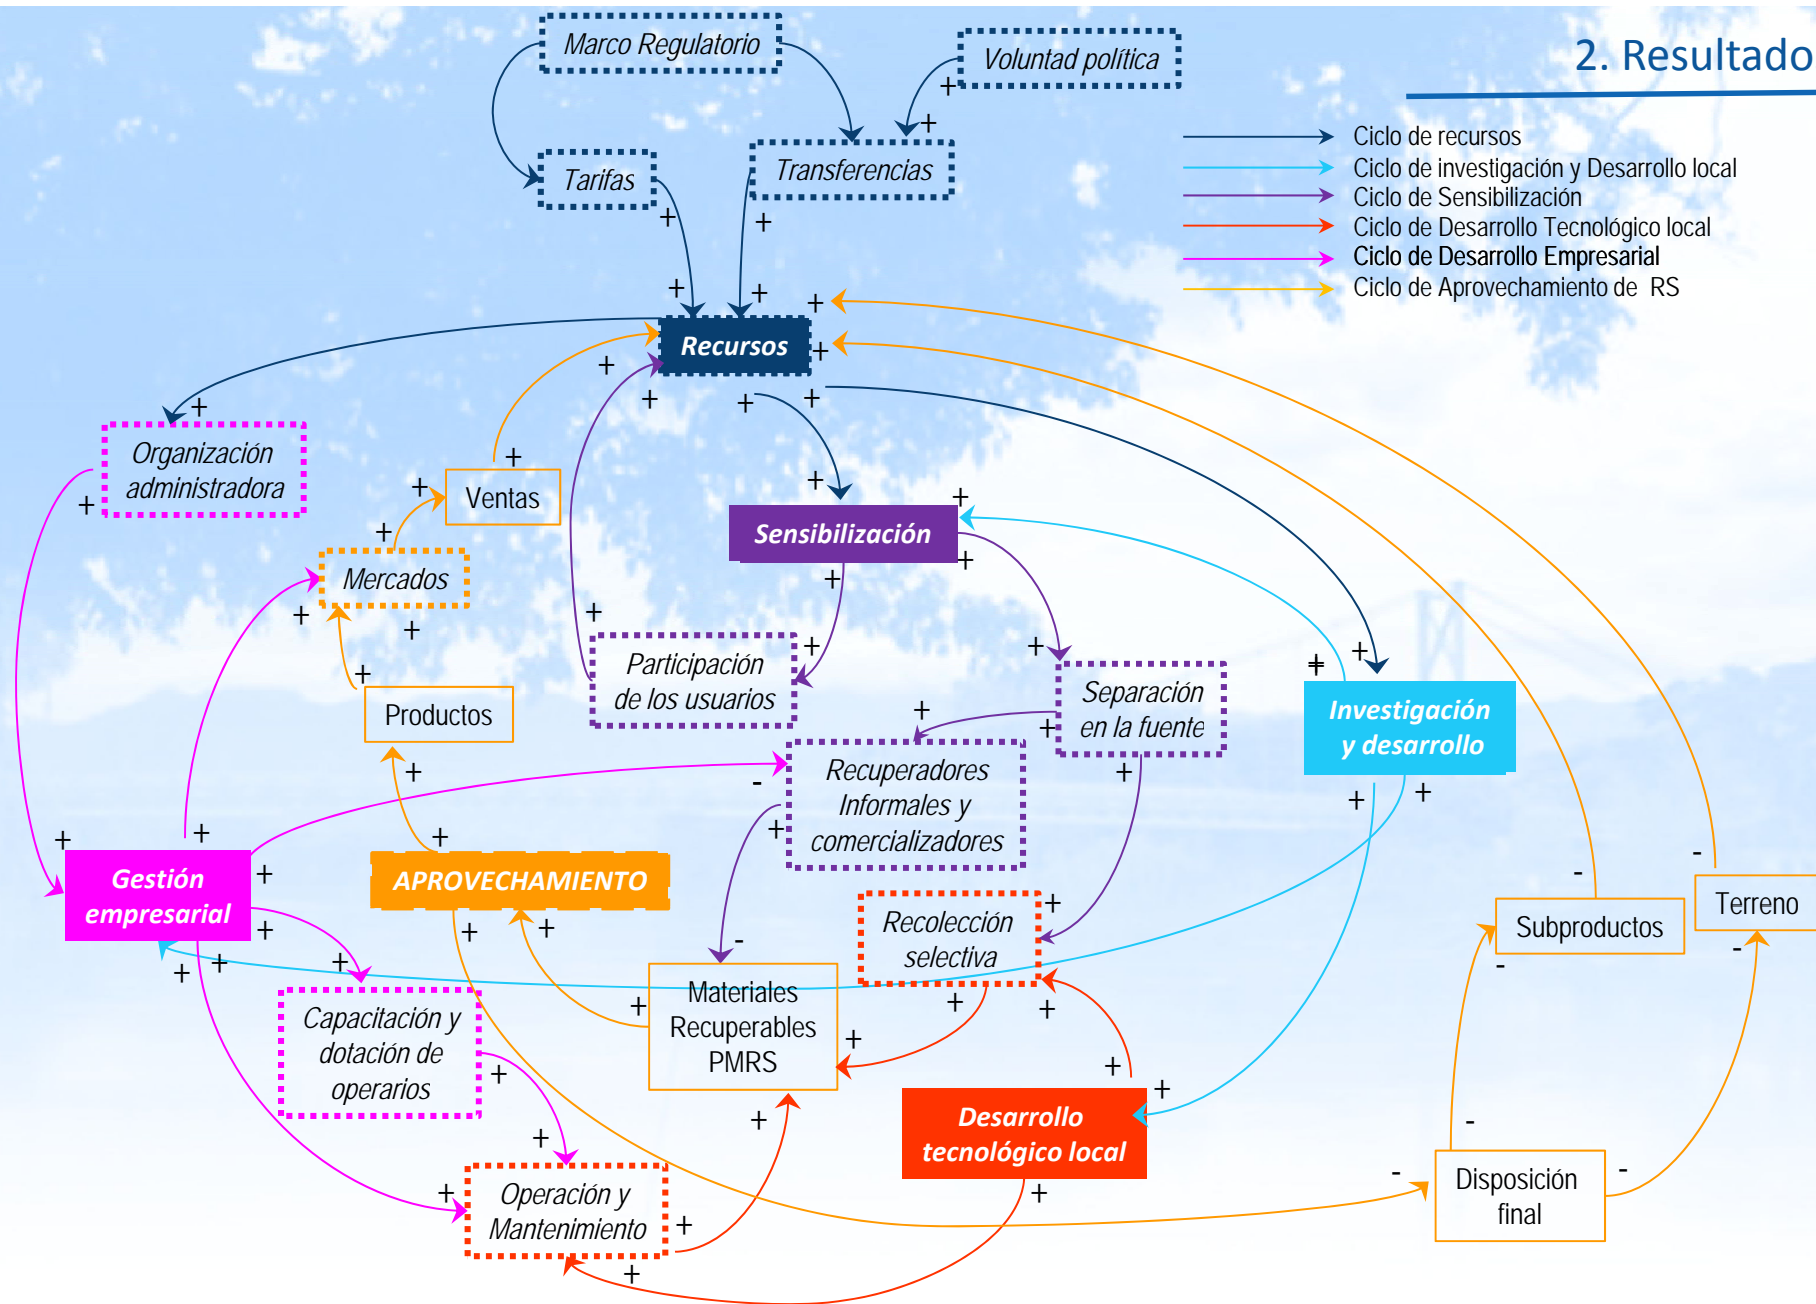 2. Resultado
Marco Regulatorio
Voluntad política
Tarifas
Transferencias
Ciclo de recursos
Ciclo de investigación y Desarrollo local
Ciclo de Sensibilización
Ciclo de Desarrollo Tecnológico local
Ciclo de Desarrollo Empresarial
Ciclo de Aprovechamiento de RS
Recursos
Organización
administradora
Ventas
Sensibilización
Mercados
Participación
de los usuarios
Separación
en la fuente
Productos
Investigación
y desarrollo
Recuperadores
Informales y
comercializadores
Gestión
empresarial
APROVECHAMIENTO
Recolección
selectiva
Subproductos
Terreno
Materiales
Recuperables
PMRS
Capacitación y
dotación de
operarios
Desarrollo
tecnológico local
Operación y
Mantenimiento
Disposición
final